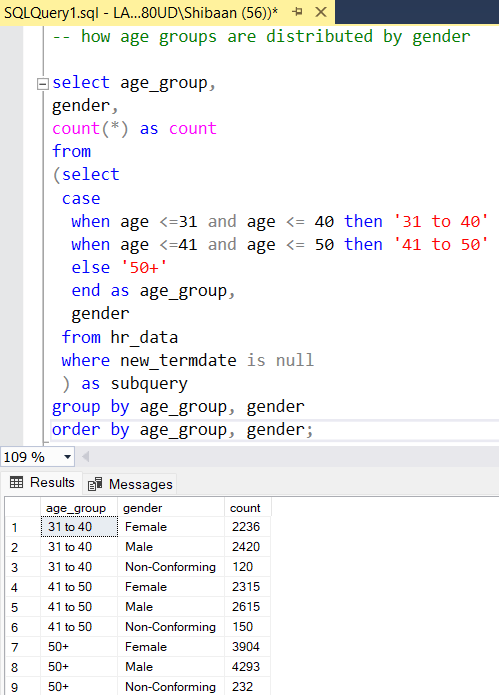 SQLQuery1.sql - LA...80UD\Shibaan (56))*
-- how age groups are distributed by gender
select age_group,
gender,
count(*) as count
from
(select
case
when age <=31 and age <= 40 then '31 to 40'
when age <=41 and age <= 50 then '41 to 50'
else '50+'
end as age_group,
gender
from hr_data
where new_termdate is null
) as subquery
group by age_group, gender
order by age_group, gender;
109 %
Results Messages
age_group gender count
1 31 to 40 Female 2236
2 31 to 40 Male 2420
3 31 to 40 Non-Conforming 120
4 41 to 50 Female 2315
5 41 to 50 Male 2615
6 41 to 50 Non-Conforming 150
7 50+ Female 3904
8 50+ Male 4293
9 50+ Non-Conforming 232